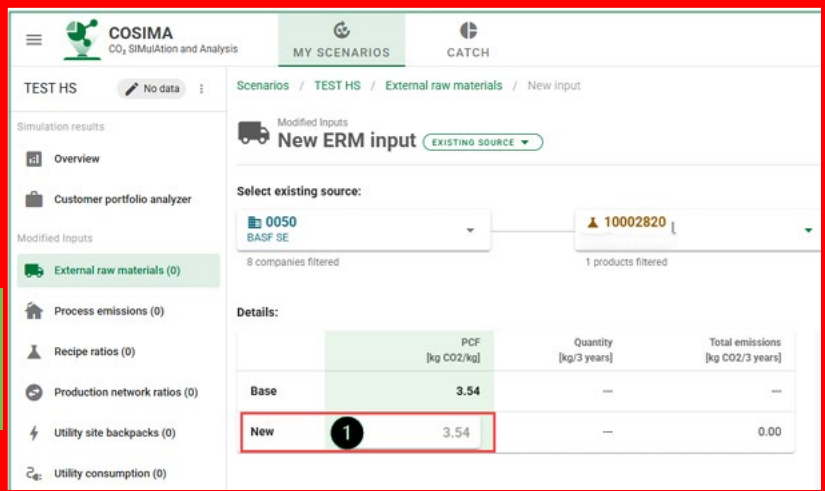 COSIMA
CO₂ SIMulAtion and Analysis
MY SCENARIOS
CATCH
TEST HS
No data
Scenarios / TEST HS / External raw materials / New input
Simulation results
Overview
Customer portfolio analyzer
Modified Inputs
External raw materials (0)
Process emissions (0)
Recipe ratios (0)
Production network ratios (0)
Utility site backpacks (0)
Utility consumption (0)
Modified Inputs
New ERM input
EXISTING SOURCE
Select existing source:
0050
BASF SE
8 companies filtered
10002820
1 products filtered
Details:
PCF Quantity Total emissions
[kg CO2/kg] [kg/3 years] [kg CO2/3 years]
Base 3.54 --- ---
New 1 3.54 --- 0.00